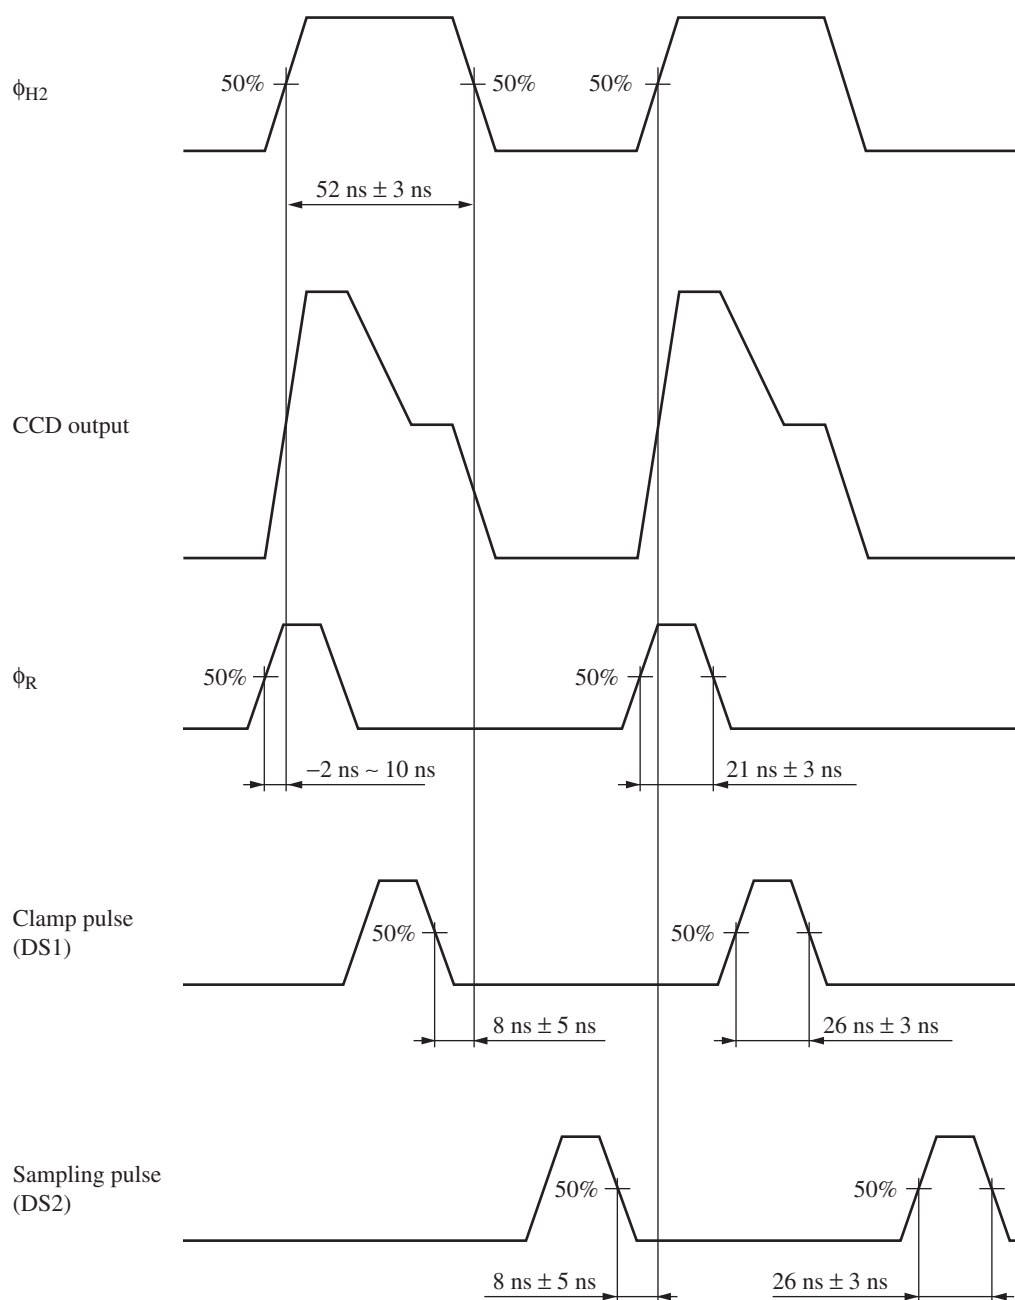 ϕH2
50%
50%
50%
52 ns ± 3 ns
CCD output
ϕR
50%
50%
−2 ns ~ 10 ns
21 ns ± 3 ns
Clamp pulse
(DS1)
50%
50%
8 ns ± 5 ns
26 ns ± 3 ns
Sampling pulse
(DS2)
50%
50%
8 ns ± 5 ns
26 ns ± 3 ns